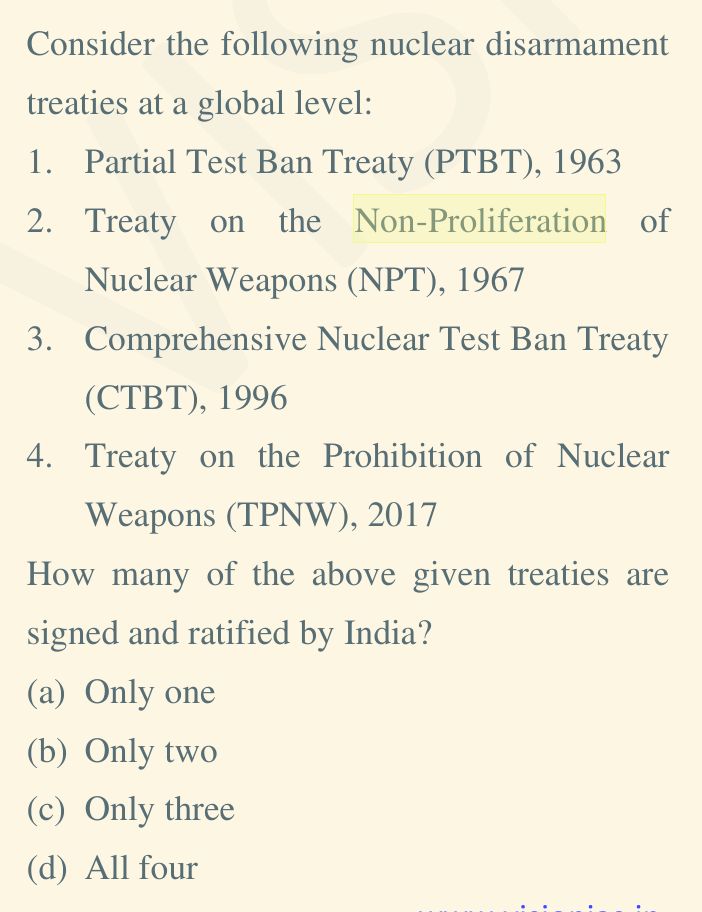 Consider the following nuclear disarmament
treaties at a global level:
1. Partial Test Ban Treaty (PTBT), 1963
2. Treaty on the Non-Proliferation of
Nuclear Weapons (NPT), 1967
3. Comprehensive Nuclear Test Ban Treaty
(CTBT), 1996
4. Treaty on the Prohibition of Nuclear
Weapons (TPNW), 2017
How many of the above given treaties are
signed and ratified by India?
(a) Only one
(b) Only two
(c) Only three
(d) All four